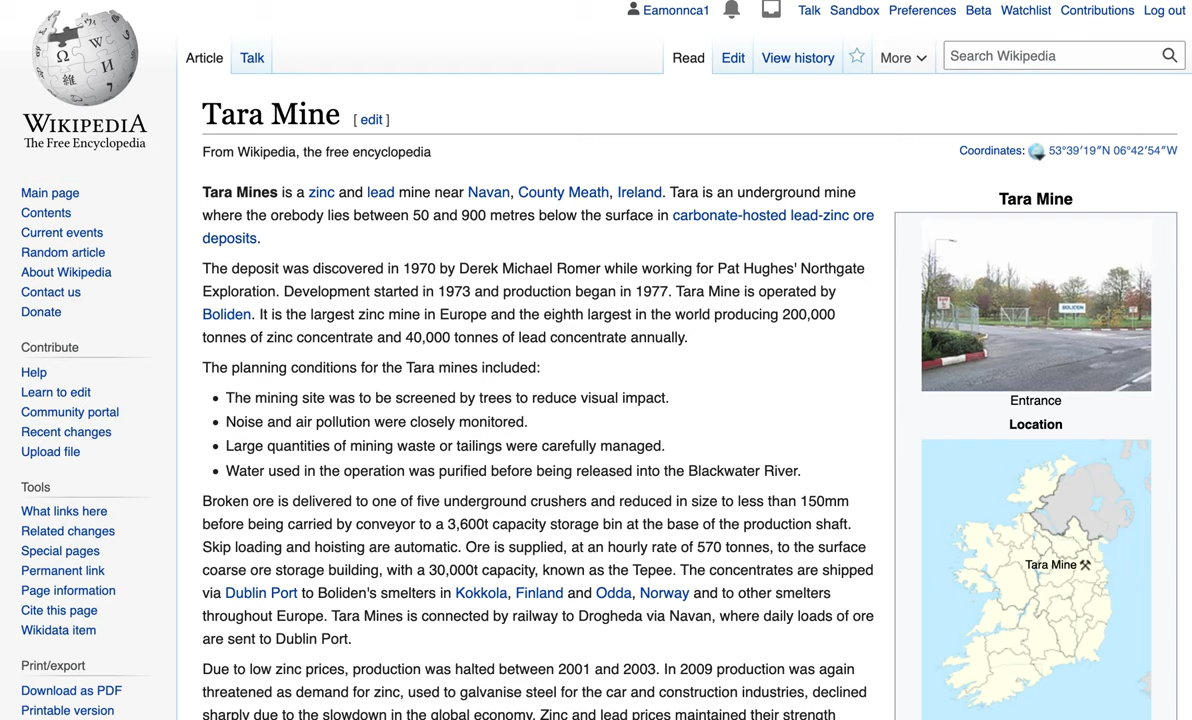 Eamonnca1 Talk Sandbox Preferences Beta Watchlist Contributions Log out
Article Talk Read Edit View history More Search Wikipedia
WIKIPEDIA
The Free Encyclopedia
Main page
Contents
Current events
Random article
About Wikipedia
Contact us
Donate
Contribute
Help
Learn to edit
Community portal
Recent changes
Upload file
Tools
What links here
Related changes
Special pages
Permanent link
Page information
Cite this page
Wikidata item
Print/export
Download as PDF
Printable version
Tara Mine [ edit ]
From Wikipedia, the free encyclopedia
Coordinates: 53°39′19″N 06°42′54″W
Tara Mines is a zinc and lead mine near Navan, County Meath, Ireland. Tara is an underground mine
where the orebody lies between 50 and 900 metres below the surface in carbonate-hosted lead-zinc ore
deposits.
The deposit was discovered in 1970 by Derek Michael Romer while working for Pat Hughes' Northgate
Exploration. Development started in 1973 and production began in 1977. Tara Mine is operated by
Boliden. It is the largest zinc mine in Europe and the eighth largest in the world producing 200,000
tonnes of zinc concentrate and 40,000 tonnes of lead concentrate annually.
The planning conditions for the Tara mines included:
• The mining site was to be screened by trees to reduce visual impact.
• Noise and air pollution were closely monitored.
• Large quantities of mining waste or tailings were carefully managed.
• Water used in the operation was purified before being released into the Blackwater River.
Broken ore is delivered to one of five underground crushers and reduced in size to less than 150mm
before being carried by conveyor to a 3,600t capacity storage bin at the base of the production shaft.
Skip loading and hoisting are automatic. Ore is supplied, at an hourly rate of 570 tonnes, to the surface
coarse ore storage building, with a 30,000t capacity, known as the Tepee. The concentrates are shipped
via Dublin Port to Boliden's smelters in Kokkola, Finland and Odda, Norway and to other smelters
throughout Europe. Tara Mines is connected by railway to Drogheda via Navan, where daily loads of ore
are sent to Dublin Port.
Due to low zinc prices, production was halted between 2001 and 2003. In 2009 production was again
threatened as demand for zinc, used to galvanise steel for the car and construction industries, declined
sharply due to the slowdown in the global economy. Zinc and lead prices maintained their strength
Tara Mine
BOLIDEN
Entrance
Location
Tara Mine